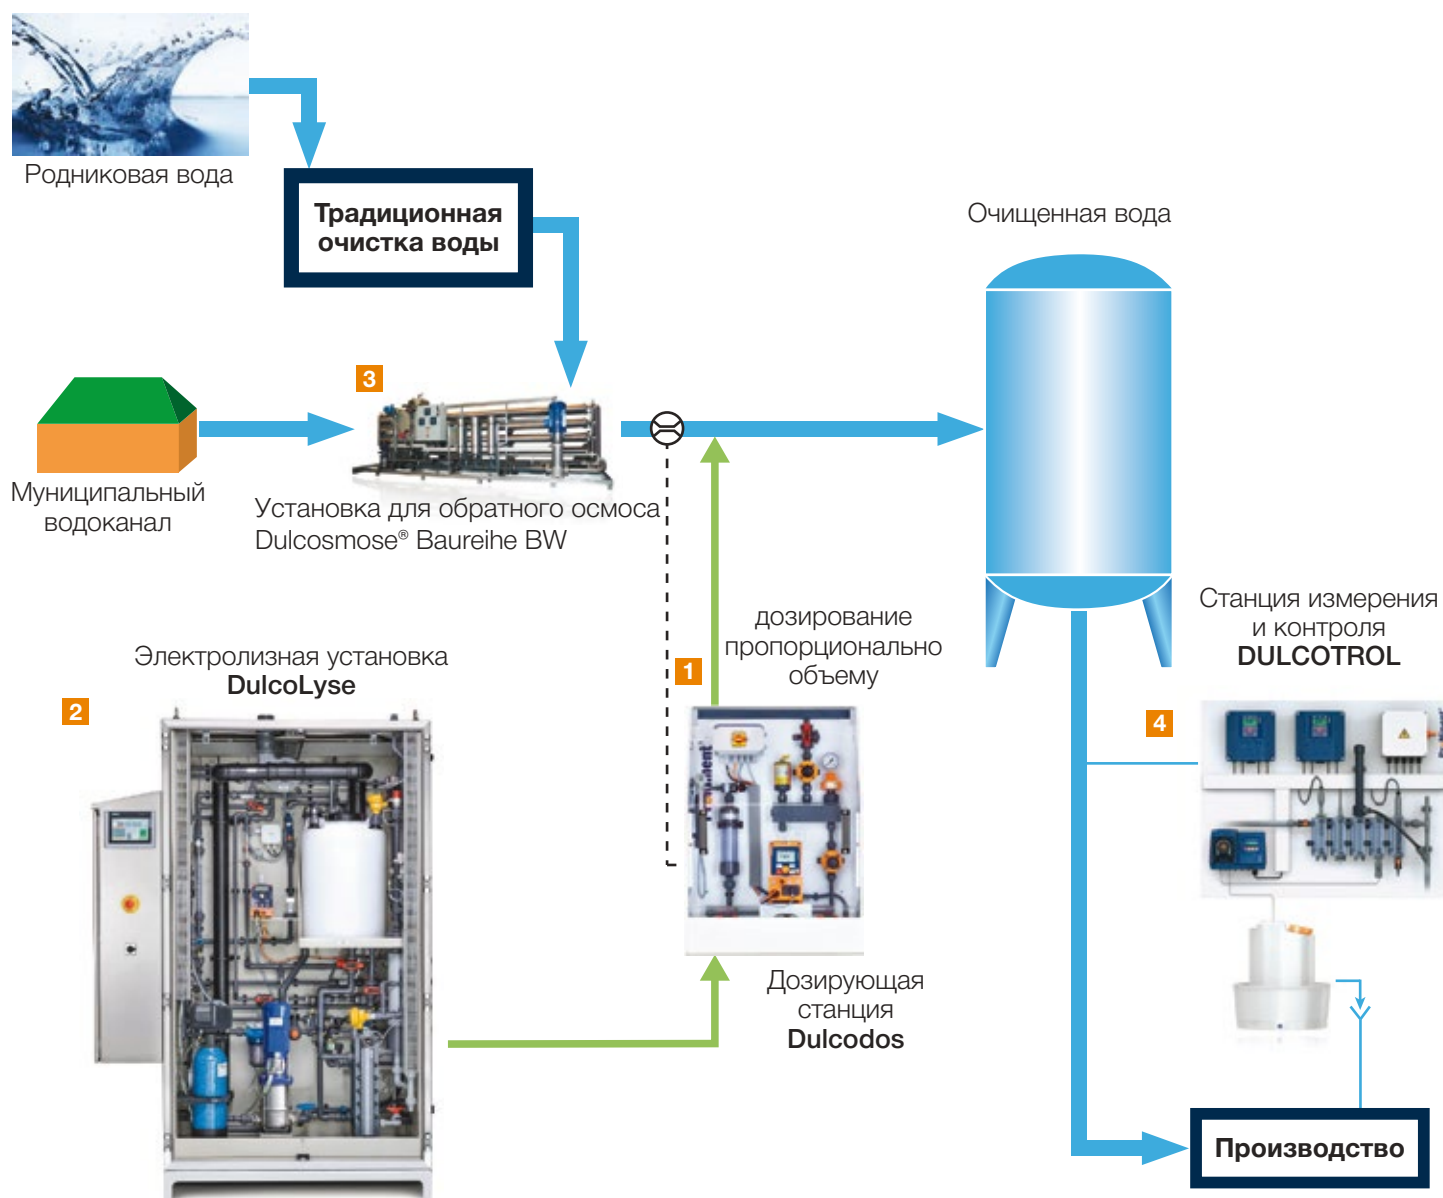 Родниковая вода
Традиционная
очистка воды
Очищенная вода
3
Муниципальный
водоканал
Установка для обратного осмоса
Dulcosmose® Baureihe BW
Станция измерения
и контроля
DULCOTROL
дозирование
пропорционально
объему
1
Электролизная установка
DulcoLyse
2
4
Дозирующая
станция
Dulcodos
Производство